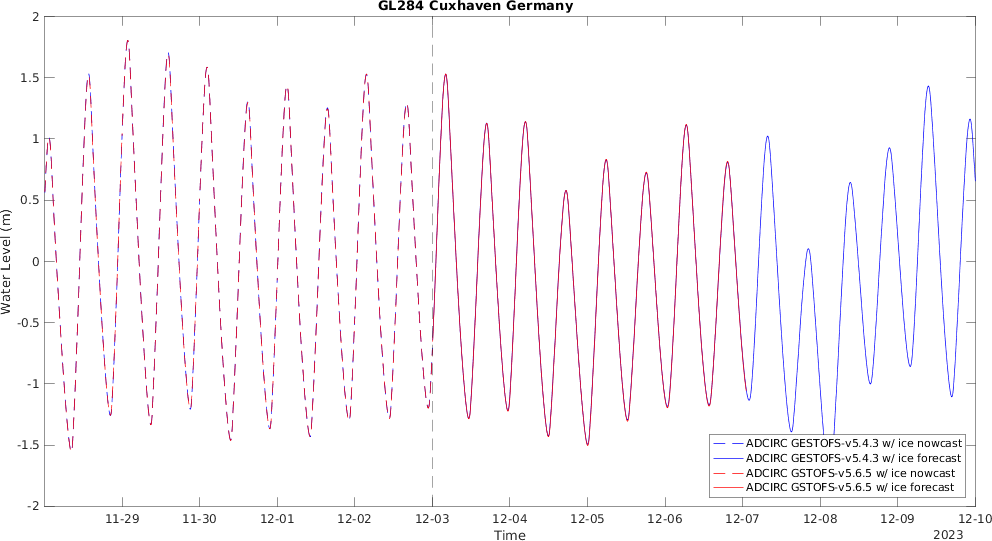 GL284 Cuxhaven Germany
2
1.5
1
0.5
0
-0.5
-1
-1.5
-2
Water Level (m)
ADCIRC GESTOFS-v5.4.3 w/ ice nowcast
ADCIRC GESTOFS-v5.4.3 w/ ice forecast
ADCIRC GSTOFS-v5.6.5 w/ ice nowcast
ADCIRC GSTOFS-v5.6.5 w/ ice forecast
11-29 11-30 12-01 12-02 12-03 12-04 12-05 12-06 12-07 12-08 12-09 12-10
Time
2023